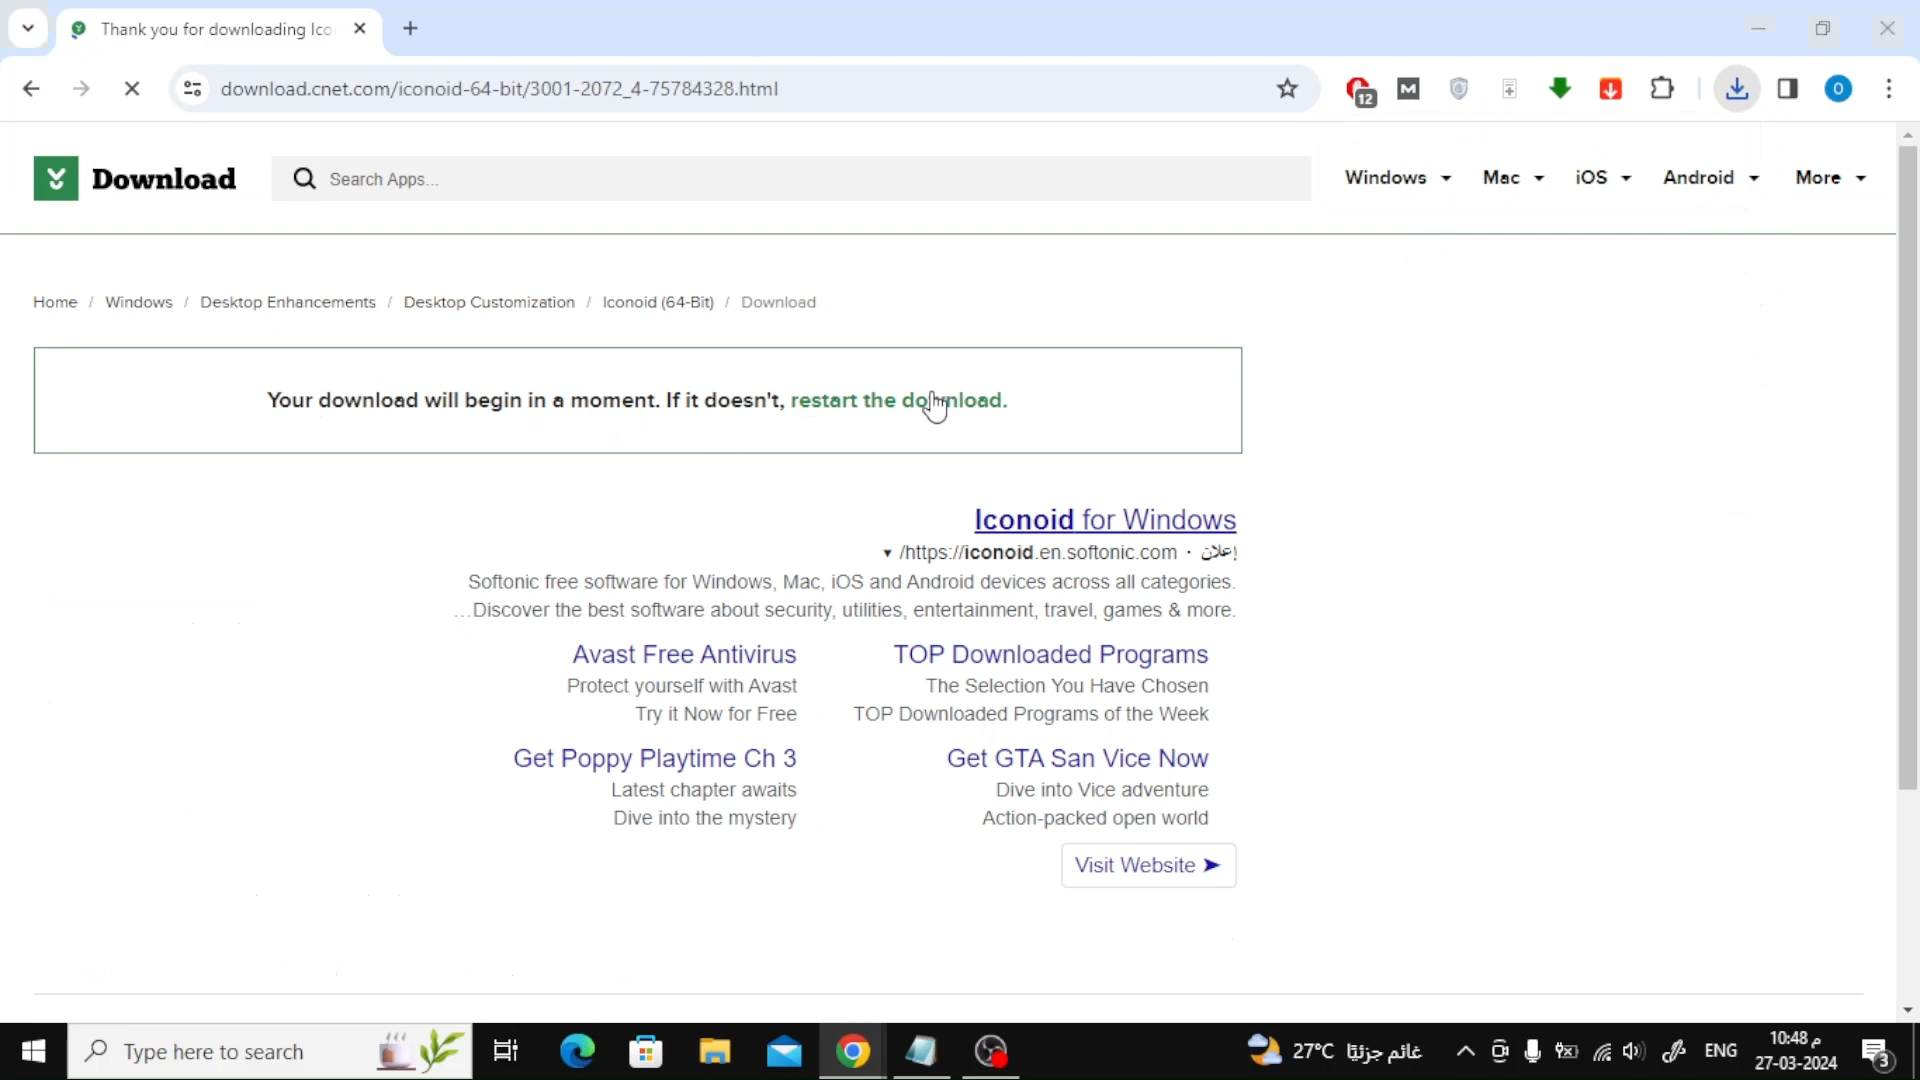 Thank you for downloading Ico
download.cnet.com/iconoid-64-bit/3001-2072_4-75784328.html
12
M
O
Download
Search Apps...
Windows
Mac
iOS
Android
More
Home / Windows / Desktop Enhancements / Desktop Customization / Iconoid (64-Bit) / Download
Your download will begin in a moment. If it doesn't, restart the download.
Iconoid for Windows
▾ /https://iconoid.en.softonic.com · إعلان
Softonic free software for Windows, Mac, iOS and Android devices across all categories.
...Discover the best software about security, utilities, entertainment, travel, games & more.
Avast Free Antivirus
Protect yourself with Avast
Try it Now for Free
TOP Downloaded Programs
The Selection You Have Chosen
TOP Downloaded Programs of the Week
Get Poppy Playtime Ch 3
Latest chapter awaits
Dive into the mystery
Get GTA San Vice Now
Dive into Vice adventure
Action-packed open world
Visit Website ➤
Type here to search
27°C غائم جزئيًا
ENG
10:48 م
27-03-2024
3